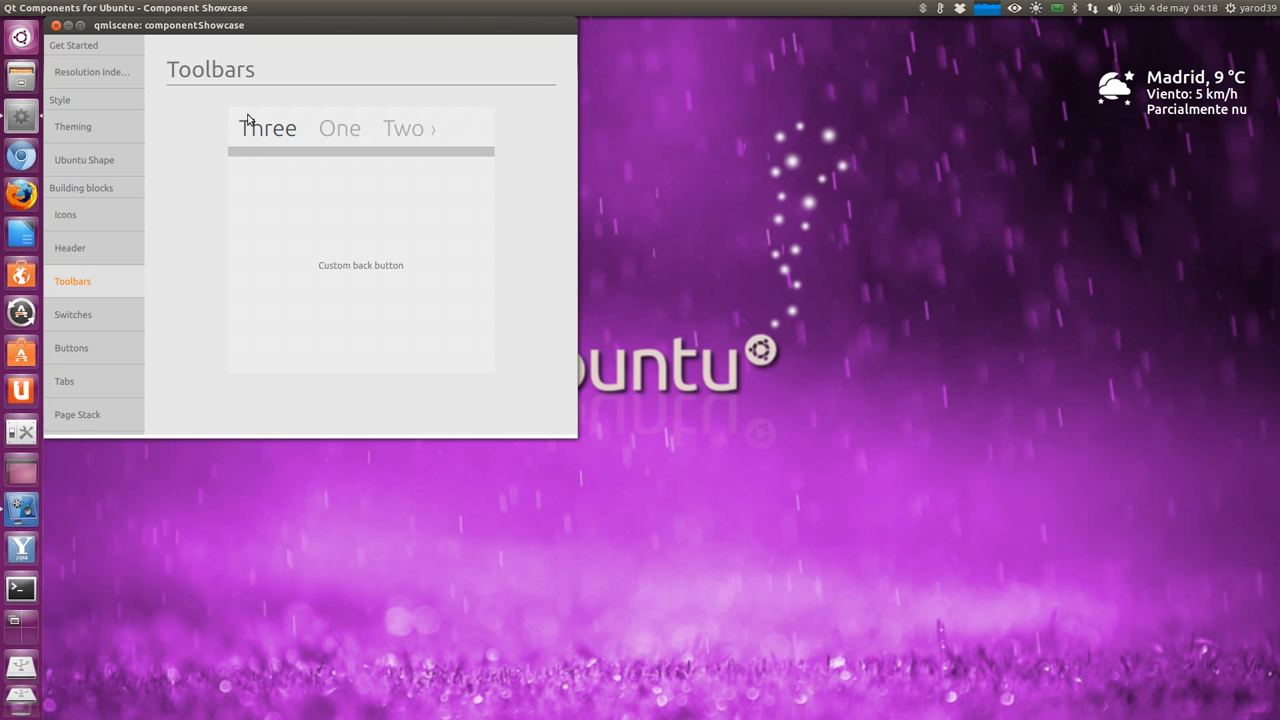 Qt Components for Ubuntu - Component Showcase
sáb 4 de may 04:18
yarod39
qmlscene: componentShowcase
Get Started
Resolution Inde...
Style
Theming
Ubuntu Shape
Building blocks
Icons
Header
Toolbars
Switches
Buttons
Tabs
Page Stack
Toolbars
Three One Two ›
Custom back button
Madrid, 9 °C
Viento: 5 km/h
Parcialmente nu
buntu